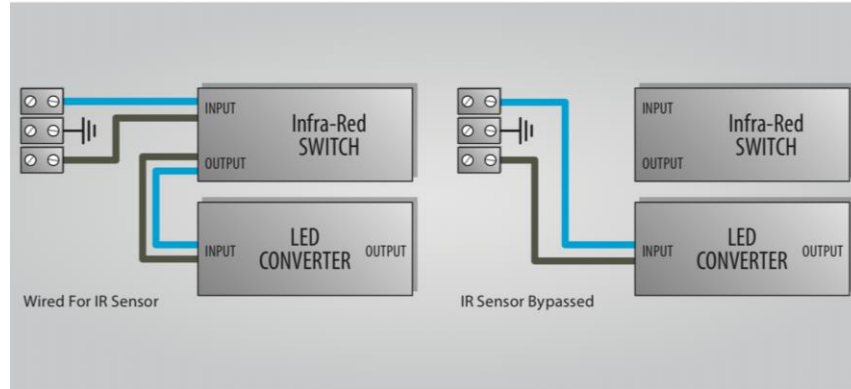 INPUT
Infra-Red
SWITCH
OUTPUT
INPUT
LED
CONVERTER
OUTPUT
Wired For IR Sensor
INPUT
Infra-Red
SWITCH
OUTPUT
INPUT
LED
CONVERTER
OUTPUT
IR Sensor Bypassed